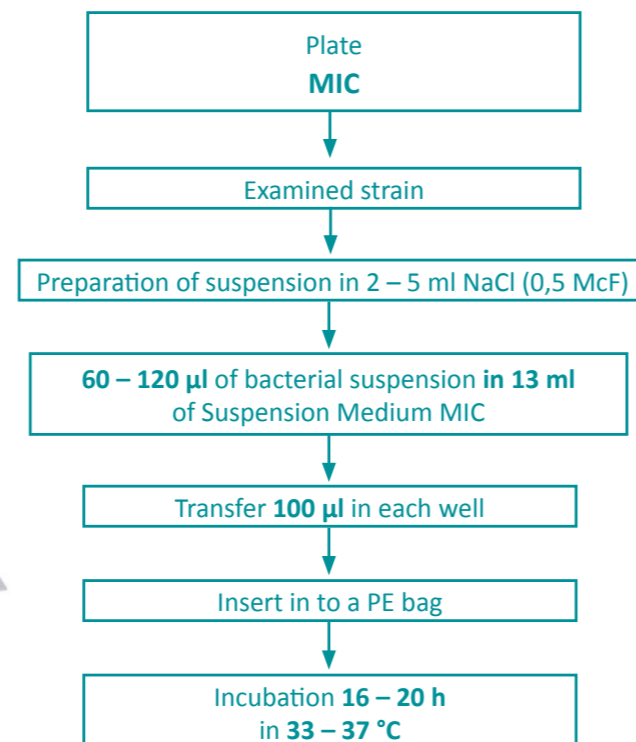 Plate
MIC
Examined strain
Preparation of suspension in 2 – 5 ml NaCl (0,5 McF)
60 – 120 µl of bacterial suspension in 13 ml
of Suspension Medium MIC
Transfer 100 µl in each well
Insert in to a PE bag
Incubation 16 – 20 h
in 33 – 37 °C